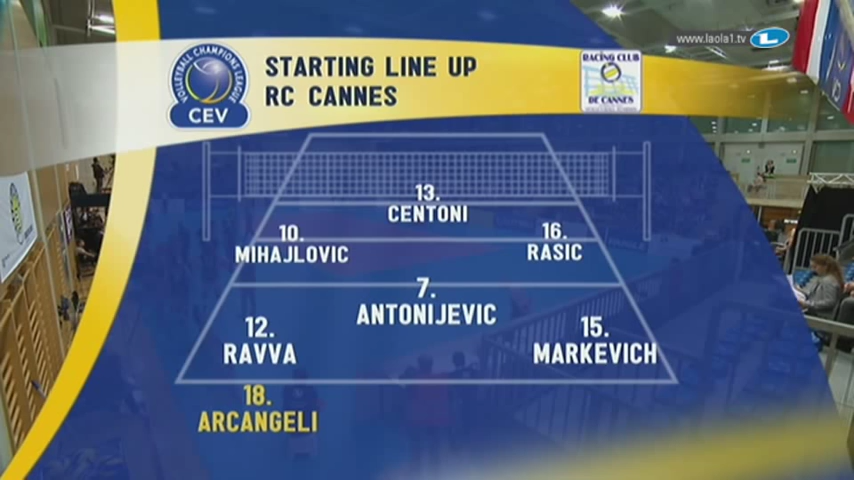 www.laola1.tv L
VOLLEYBALL CHAMPIONS LEAGUE
CEV
STARTING LINE UP
RC CANNES
RACING CLUB
DE CANNES
13.
CENTONI
10.
MIHAJLOVIC
16.
RASIC
7.
ANTONIJEVIC
12.
RAVVA
15.
MARKEVICH
18.
ARCANGELI